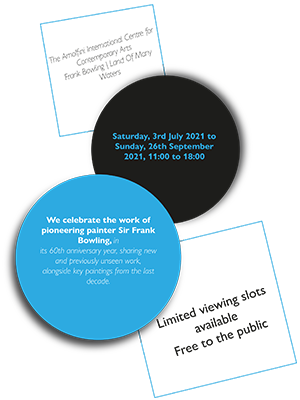 The Arnolfini International Centre for
Contemporary Arts
Frank Bowling | Land Of Many
Waters
Saturday, 3rd July 2021 to
Sunday, 26th September
2021, 11:00 to 18:00
We celebrate the work of
pioneering painter Sir Frank
Bowling, in
its 60th anniversary year, sharing new
and previously unseen work,
alongside key paintings from the last
decade.
Limited viewing slots
available
Free to the public